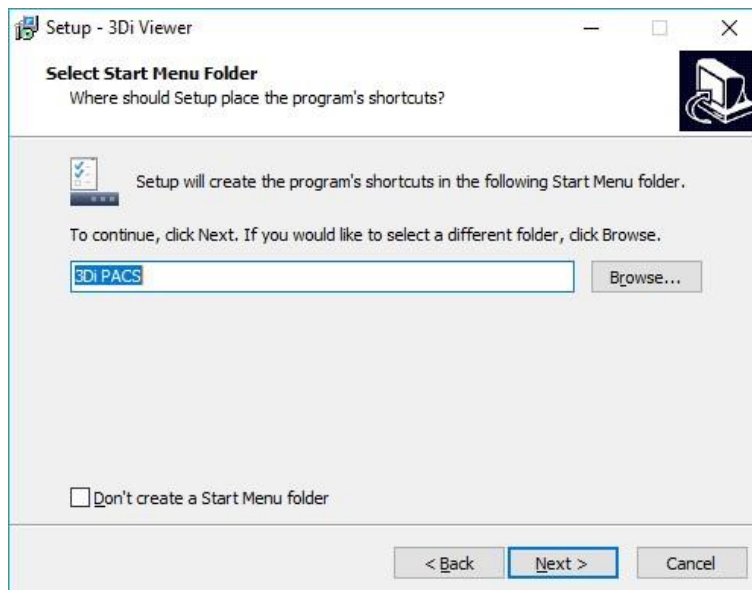 Setup - 3Di Viewer
Select Start Menu Folder
Where should Setup place the program's shortcuts?
Setup will create the program's shortcuts in the following Start Menu folder.
To continue, click Next. If you would like to select a different folder, click Browse.
3Di PACS
Browse...
Don't create a Start Menu folder
< Back
Next >
Cancel